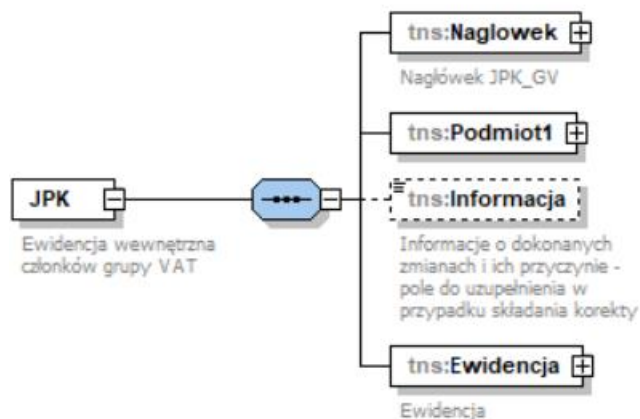 tns:Naglowek
Nagłówek JPK_GV
tns:Podmiot1
JPK
Ewidencja wewnętrzna
członków grupy VAT
tns:Informacja
Informacje o dokonanych
zmianach i ich przyczynie -
pole do uzupełnienia w
przypadku składania korekty
tns:Ewidencja
Ewidencja